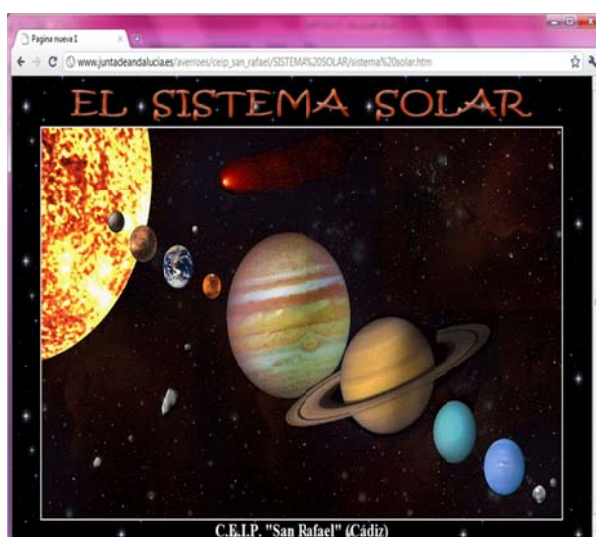 Pagina nueva 1
www.juntadeandalucia.es/averroes/ceip_san_rafael/SISTEMA%20SOLAR/sistema%20solar.htm
EL SISTEMA SOLAR
C.E.I.P. "San Rafael" (Cádiz)